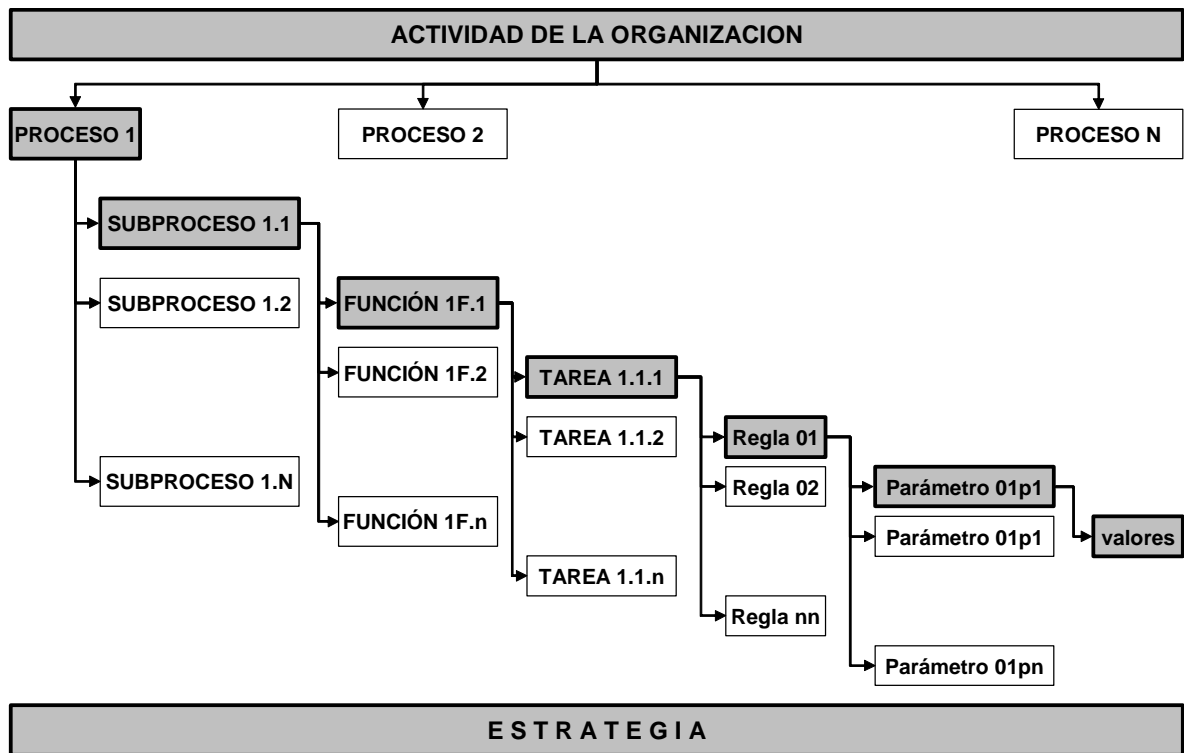 ACTIVIDAD DE LA ORGANIZACION
PROCESO 1
PROCESO 2
PROCESO N
SUBPROCESO 1.1
SUBPROCESO 1.2
FUNCIÓN 1F.1
FUNCIÓN 1F.2
TAREA 1.1.1
TAREA 1.1.2
Regla 01
SUBPROCESO 1.N
Regla 02
Parámetro 01p1
FUNCIÓN 1F.n
Parámetro 01p1
valores
TAREA 1.1.n
Regla nn
Parámetro 01pn
E S T R A T E G I A